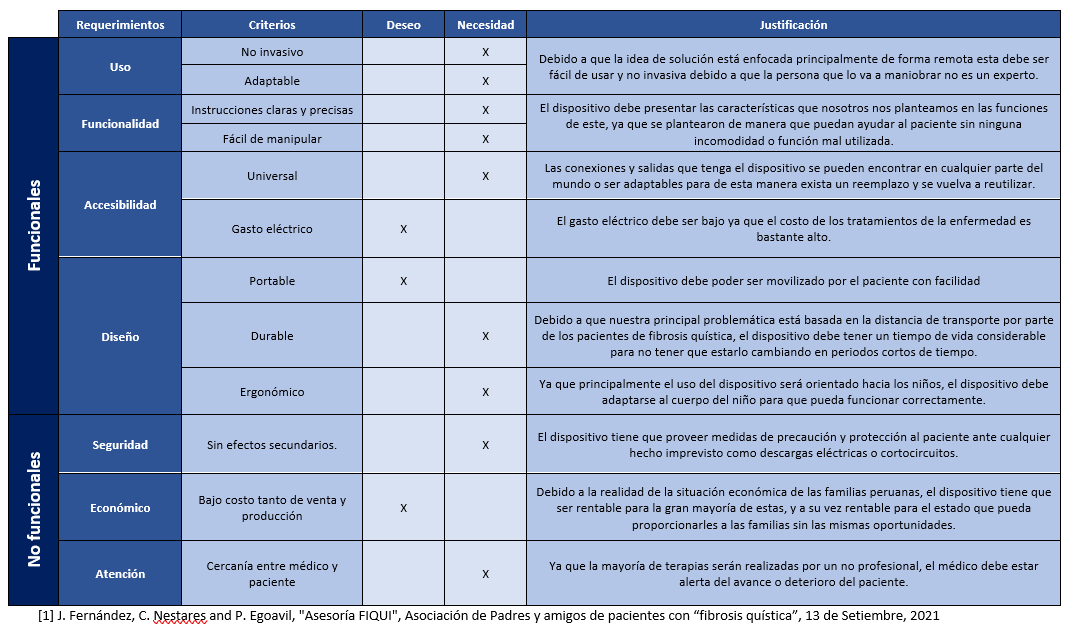 Requerimientos Criterios Deseo Necesidad Justificación
Funcionales
Uso
No invasivo X
Adaptable X
Debido a que la idea de solución está enfocada principalmente de forma remota esta debe ser
fácil de usar y no invasiva debido a que la persona que lo va a maniobrar no es un experto.
Funcionalidad
Instrucciones claras y precisas X
Fácil de manipular X
El dispositivo debe presentar las características que nosotros nos planteamos en las funciones
de este, ya que se plantearon de manera que puedan ayudar al paciente sin ninguna
incomodidad o función mal utilizada.
Accesibilidad
Universal X
Las conexiones y salidas que tenga el dispositivo se pueden encontrar en cualquier parte del
mundo o ser adaptables para de esta manera exista un reemplazo y se vuelva a reutilizar.
Gasto eléctrico X
El gasto eléctrico debe ser bajo ya que el costo de los tratamientos de la enfermedad es
bastante alto.
Diseño
Portable X
El dispositivo debe poder ser movilizado por el paciente con facilidad
Durable X
Debido a que nuestra principal problemática está basada en la distancia de transporte por parte
de los pacientes de fibrosis quística, el dispositivo debe tener un tiempo de vida considerable
para no tener que estarlo cambiando en periodos cortos de tiempo.
Ergonómico X
Ya que principalmente el uso del dispositivo será orientado hacia los niños, el dispositivo debe
adaptarse al cuerpo del niño para que pueda funcionar correctamente.
No funcionales
Seguridad
Sin efectos secundarios. X
El dispositivo tiene que proveer medidas de precaución y protección al paciente ante cualquier
hecho imprevisto como descargas eléctricas o cortocircuitos.
Económico
Bajo costo tanto de venta y
producción X
Debido a la realidad de la situación económica de las familias peruanas, el dispositivo tiene que
ser rentable para la gran mayoría de estas, y a su vez rentable para el estado que pueda
proporcionarles a las familias sin las mismas oportunidades.
Atención
Cercanía entre médico y
paciente X
Ya que la mayoría de terapias serán realizadas por un no profesional, el médico debe estar
alerta del avance o deterioro del paciente.
[1] J. Fernández, C. Nestares and P. Egoavil, "Asesoría FIQUI", Asociación de Padres y amigos de pacientes con “fibrosis quística”, 13 de Setiembre, 2021